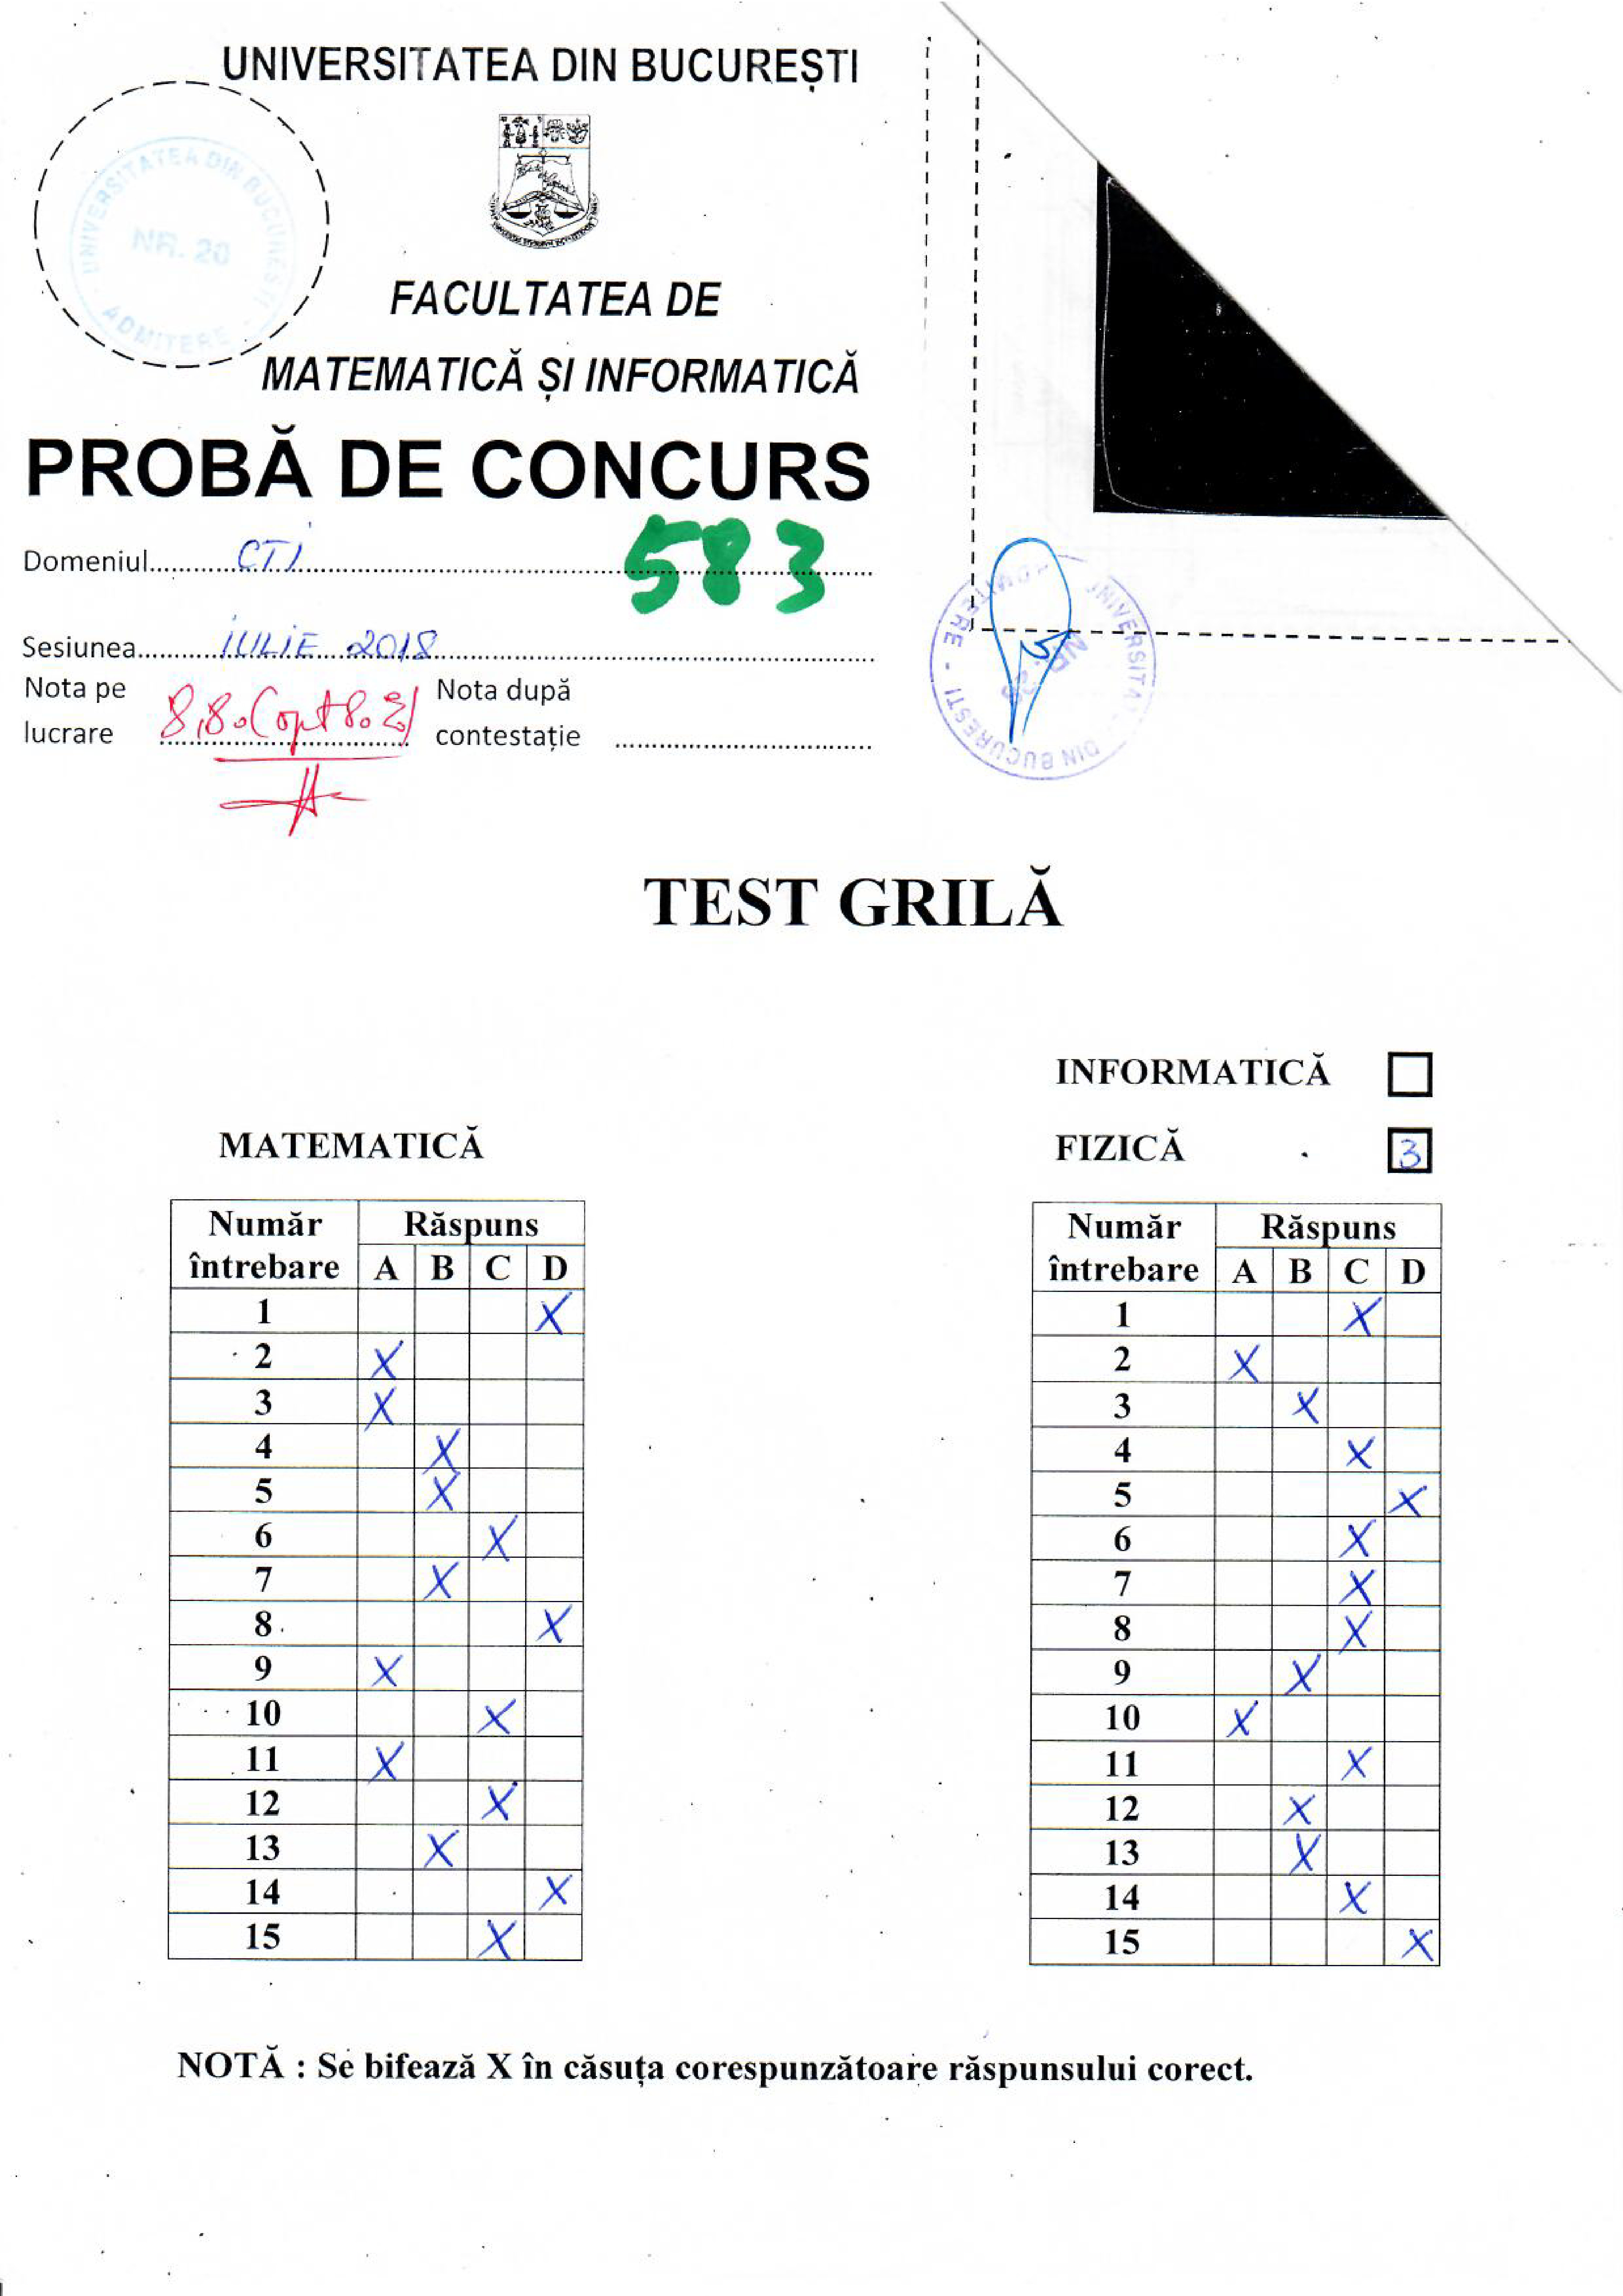 UNIVERSITATEA DIN BUCUREȘTI
UNIVERSITATEA DIN BUCUREȘTI
NR. 20
ADMITERE
FACULTATEA DE
MATEMATICĂ ȘI INFORMATICĂ
PROBĂ DE CONCURS
583
Domeniul CTI
Sesiunea IULIE 2018
Nota pe lucrare 8,80 (opt 80%)
Nota după contestație
UNIVERSITA DIN BUCUREȘTI - ADMITERE -
TEST GRILĂ
INFORMATICĂ
FIZICĂ 3
MATEMATICĂ
Număr întrebare Răspuns
A B C D
1 X
2 X
3 X
4 X
5 X
6 X
7 X
8 X
9 X
10 X
11 X
12 X
13 X
14 X
15 X
Număr întrebare Răspuns
A B C D
1 X
2 X
3 X
4 X
5 X
6 X
7 X
8 X
9 X
10 X
11 X
12 X
13 X
14 X
15 X
NOTĂ : Se bifează X în căsuța corespunzătoare răspunsului corect.